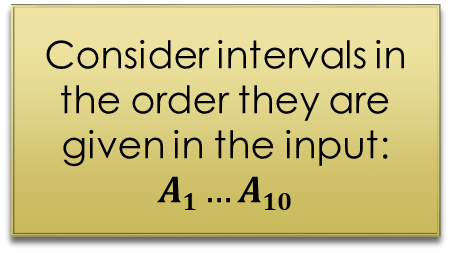 Consider intervals in
the order they are
given in the input:
𝑨₁ … 𝑨₁₀